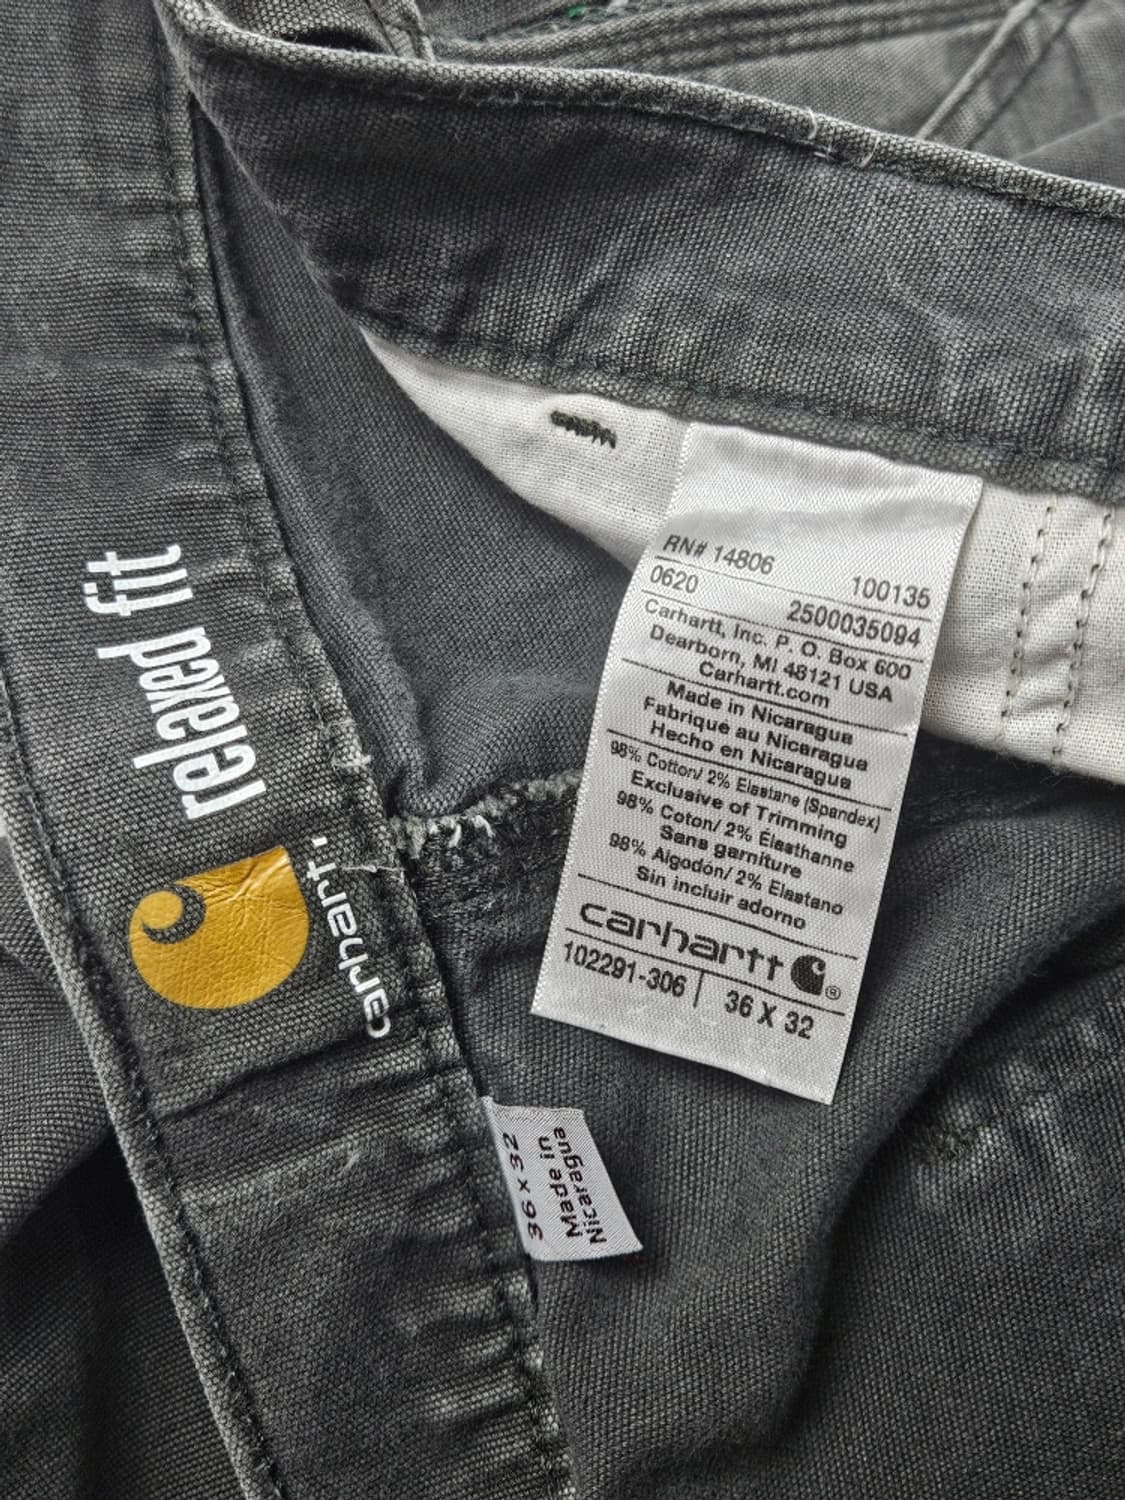 relaxed fit
carhartt
RN# 14806 100135
0620 2500035094
Carhartt, Inc. P. O. Box 600
Dearborn, MI 48121 USA
Carhartt.com
Made in Nicaragua
Fabriqué au Nicaragua
Hecho en Nicaragua
98% Cotton/ 2% Elastane (Spandex)
Exclusive of Trimming
98% Coton/ 2% Élasthanne
Sans garniture
98% Algodón/ 2% Elastano
Sin incluir adorno
carhartt ®
102291-306 | 36 X 32
36 x 32
Made in
Nicaragua